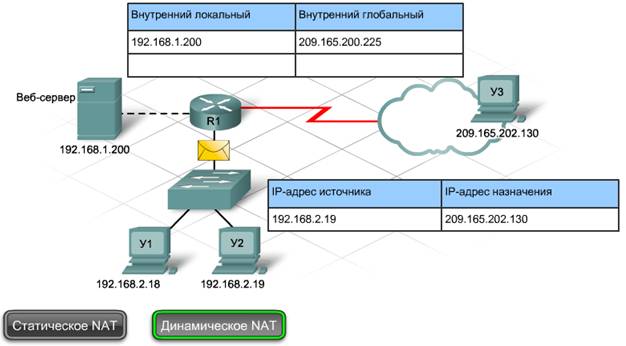 Внутренний локальный Внутренний глобальный
192.168.1.200 209.165.200.225
Веб-сервер
192.168.1.200
R1
У3
209.165.202.130
IP-адрес источника IP-адрес назначения
192.168.2.19 209.165.202.130
У1 У2
192.168.2.18 192.168.2.19
Статическое NAT Динамическое NAT